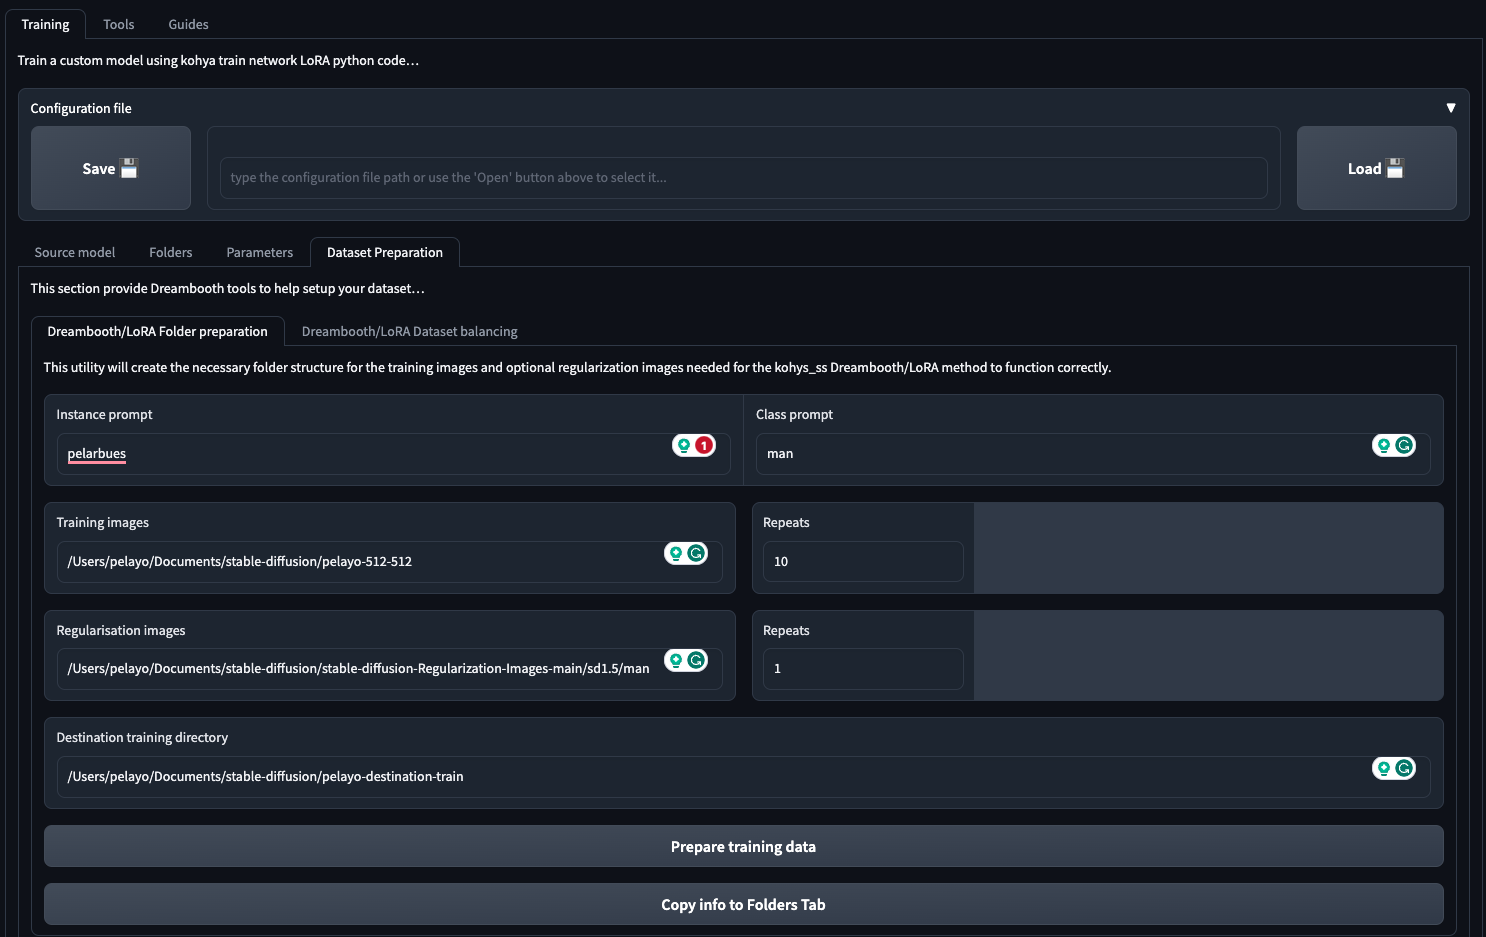 Training Tools Guides
Train a custom model using kohya train network LoRA python code...
Configuration file
Save 💾
type the configuration file path or use the 'Open' button above to select it...
Load 💾
Source model Folders Parameters Dataset Preparation
This section provide Dreambooth tools to help setup your dataset...
Dreambooth/LoRA Folder preparation Dreambooth/LoRA Dataset balancing
This utility will create the necessary folder structure for the training images and optional regularization images needed for the kohys_ss Dreambooth/LoRA method to function correctly.
Instance prompt
pelarbues
1
Class prompt
man
Training images
/Users/pelayo/Documents/stable-diffusion/pelayo-512-512
Repeats
10
Regularisation images
/Users/pelayo/Documents/stable-diffusion/stable-diffusion-Regularization-Images-main/sd1.5/man
Repeats
1
Destination training directory
/Users/pelayo/Documents/stable-diffusion/pelayo-destination-train
Prepare training data
Copy info to Folders Tab